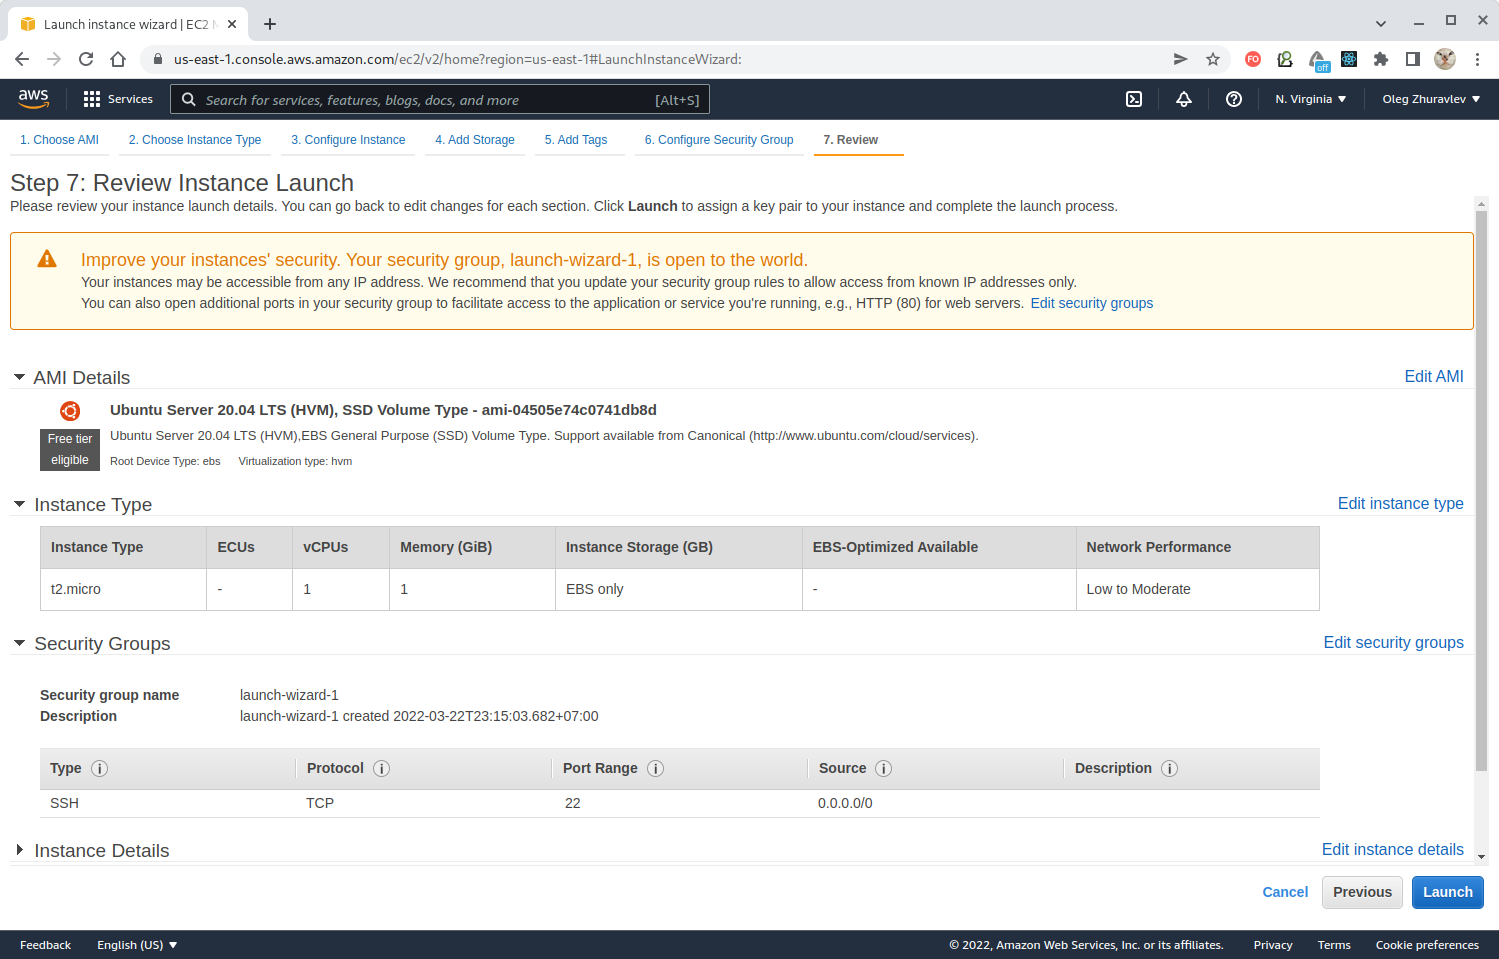 Launch instance wizard | EC2 M
us-east-1.console.aws.amazon.com/ec2/v2/home?region=us-east-1#LaunchInstanceWizard:
FO
off
aws
Services
Search for services, features, blogs, docs, and more
[Alt+S]
N. Virginia
Oleg Zhuravlev
1. Choose AMI
2. Choose Instance Type
3. Configure Instance
4. Add Storage
5. Add Tags
6. Configure Security Group
7. Review
Step 7: Review Instance Launch
Please review your instance launch details. You can go back to edit changes for each section. Click Launch to assign a key pair to your instance and complete the launch process.
Improve your instances' security. Your security group, launch-wizard-1, is open to the world.
Your instances may be accessible from any IP address. We recommend that you update your security group rules to allow access from known IP addresses only.
You can also open additional ports in your security group to facilitate access to the application or service you're running, e.g., HTTP (80) for web servers. Edit security groups
AMI Details
Edit AMI
Ubuntu Server 20.04 LTS (HVM), SSD Volume Type - ami-04505e74c0741db8d
Free tier
eligible
Ubuntu Server 20.04 LTS (HVM),EBS General Purpose (SSD) Volume Type. Support available from Canonical (http://www.ubuntu.com/cloud/services).
Root Device Type: ebs Virtualization type: hvm
Instance Type
Edit instance type
Instance Type ECUs vCPUs Memory (GiB) Instance Storage (GB) EBS-Optimized Available Network Performance
t2.micro - 1 1 EBS only - Low to Moderate
Security Groups
Edit security groups
Security group name launch-wizard-1
Description launch-wizard-1 created 2022-03-22T23:15:03.682+07:00
Type Protocol Port Range Source Description
SSH TCP 22 0.0.0.0/0
Instance Details
Edit instance details
Cancel
Previous
Launch
Feedback
English (US)
© 2022, Amazon Web Services, Inc. or its affiliates.
Privacy
Terms
Cookie preferences